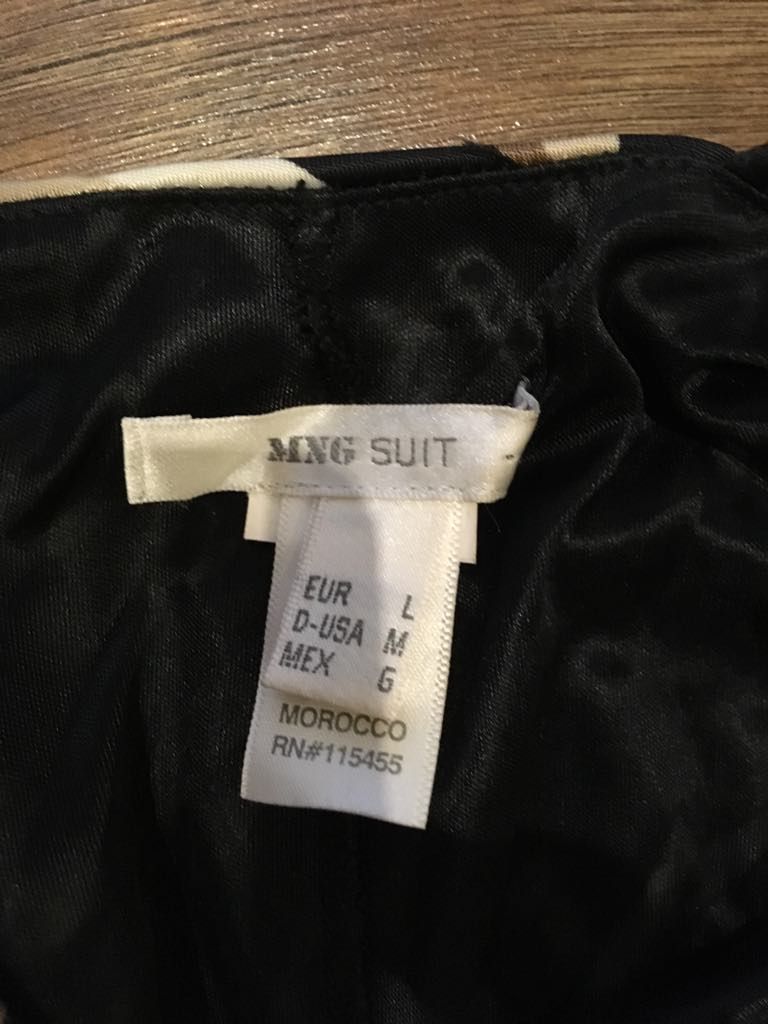 MNG SUIT
EUR L
D-USA M
MEX G
MOROCCO
RN#115455